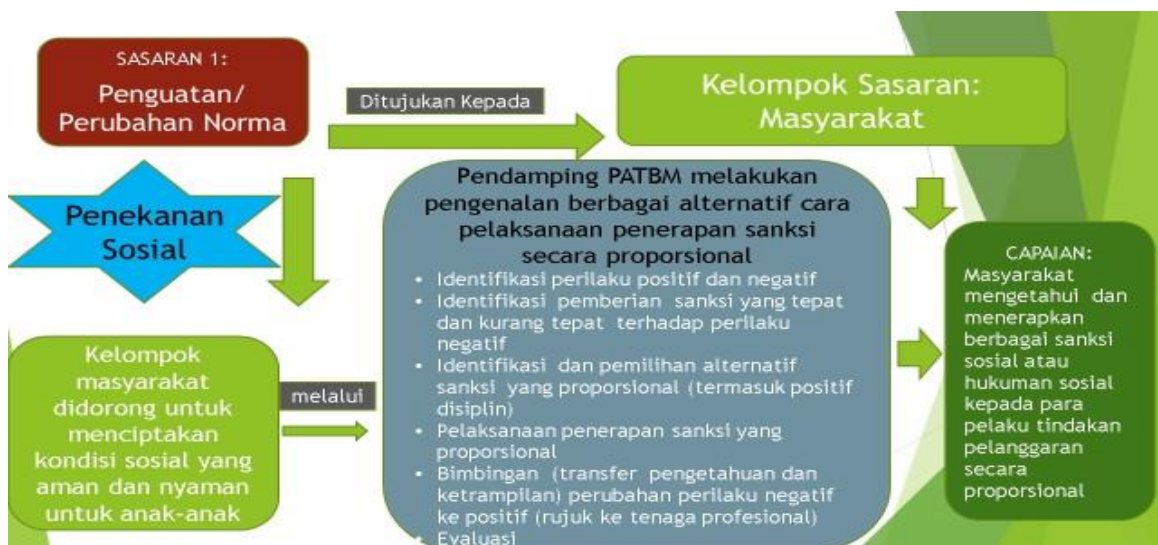 SASARAN 1:
Penguatan/
Perubahan Norma
Ditujukan Kepada
Kelompok Sasaran:
Masyarakat
Penekanan
Sosial
Kelompok
masyarakat
didorong untuk
menciptakan
kondisi sosial yang
aman dan nyaman
untuk anak-anak
melalui
Pendamping PATBM melakukan
pengenalan berbagai alternatif cara
pelaksanaan penerapan sanksi
secara proporsional
• Identifikasi perilaku positif dan negatif
• Identifikasi pemberian sanksi yang tepat
dan kurang tepat terhadap perilaku
negatif
• Identifikasi dan pemilihan alternatif
sanksi yang proporsional (termasuk positif
disiplin)
• Pelaksanaan penerapan sanksi yang
proporsional
• Bimbingan (transfer pengetahuan dan
ketrampilan) perubahan perilaku negatif
ke positif (rujuk ke tenaga profesional)
• Evaluasi
CAPAIAN:
Masyarakat
mengetahui dan
menerapkan
berbagai sanksi
sosial atau
hukuman sosial
kepada para
pelaku tindakan
pelanggaran
secara
proporsional